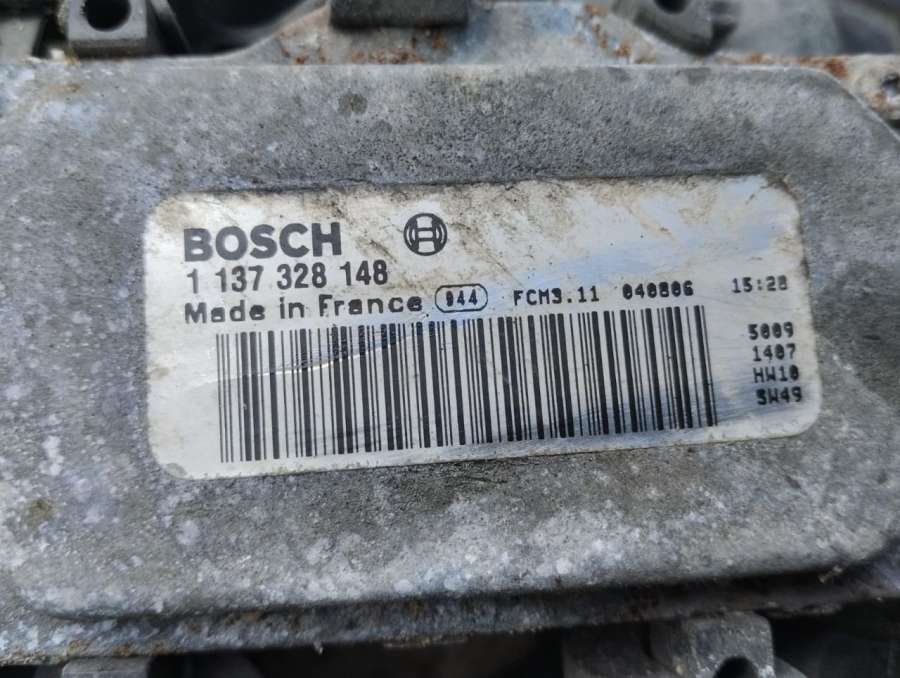 BOSCH
1 137 328 148
Made in France 044 FCM3.11 040806 15:28
5009
1407
HW10
SW49